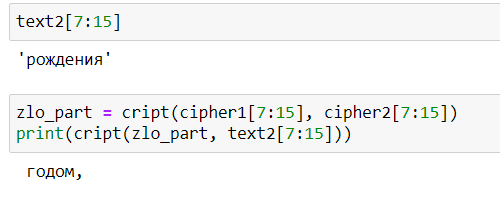 text2[7:15]
'рождения'
zlo_part = cript(cipher1[7:15], cipher2[7:15])
print(cript(zlo_part, text2[7:15]))
годом,